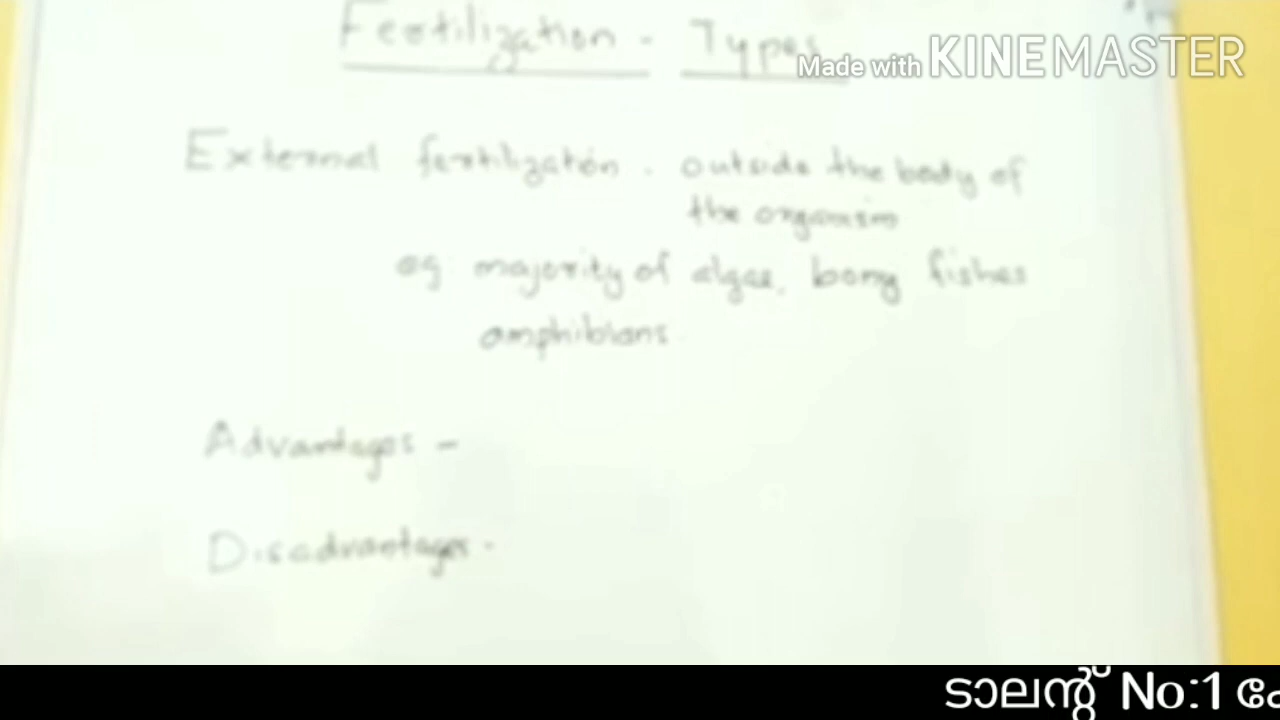 Fertilization - Types
Made with KINEMASTER
External fertilization - outside the body of
the organism
eg majority of algae, bony fishes
amphibians
Advantages -
Disadvantages -
ടാലന്റ് No:1